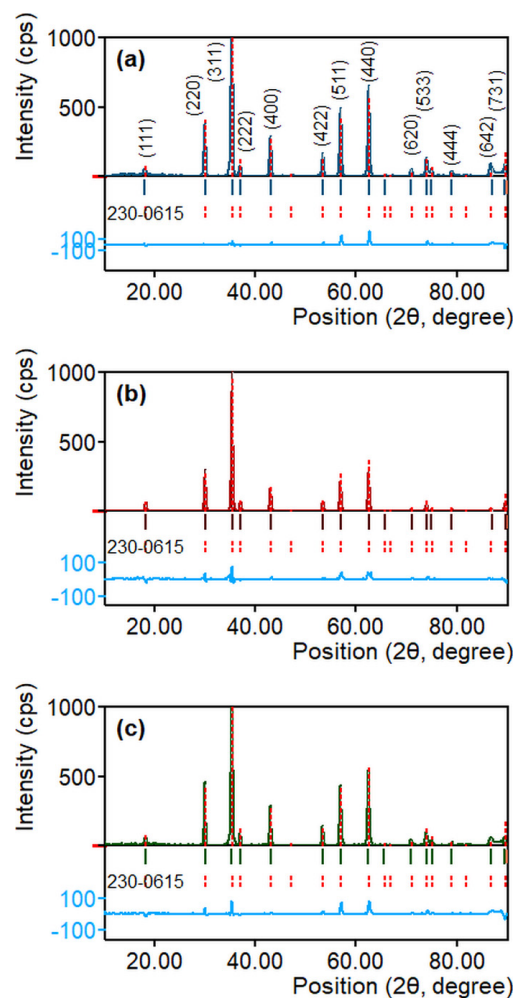 Intensity (cps)
1000
500
(a)
(111)
(220)
(311)
(222)
(400)
(422)
(511)
(440)
(620)
(533)
(444)
(642)
(731)
230-0615
100
-100
20.00 40.00 60.00 80.00
Position (2θ, degree)
Intensity (cps)
1000
500
(b)
230-0615
100
-100
20.00 40.00 60.00 80.00
Position (2θ, degree)
Intensity (cps)
1000
500
(c)
230-0615
100
-100
20.00 40.00 60.00 80.00
Position (2θ, degree)